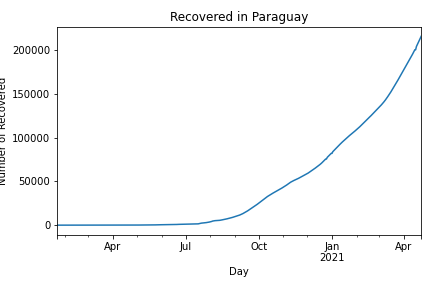 Recovered in Paraguay
Number of Recovered
200000
150000
100000
50000
0
Apr
Jul
Oct
Jan
2021
Apr
Day